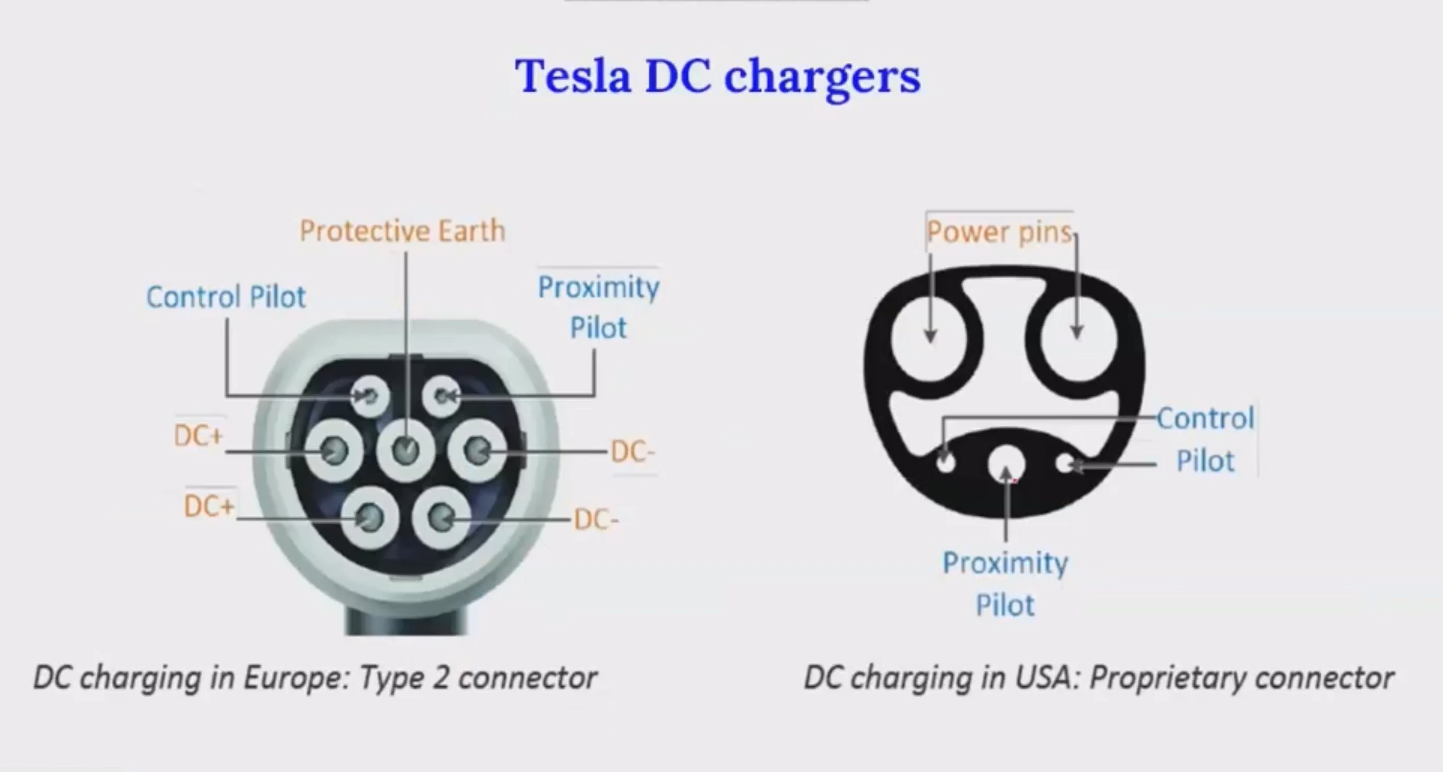 Tesla DC chargers
Protective Earth
Control Pilot
Proximity
Pilot
DC+
DC-
DC+
DC-
DC charging in Europe: Type 2 connector
Power pins
Control
Pilot
Proximity
Pilot
DC charging in USA: Proprietary connector